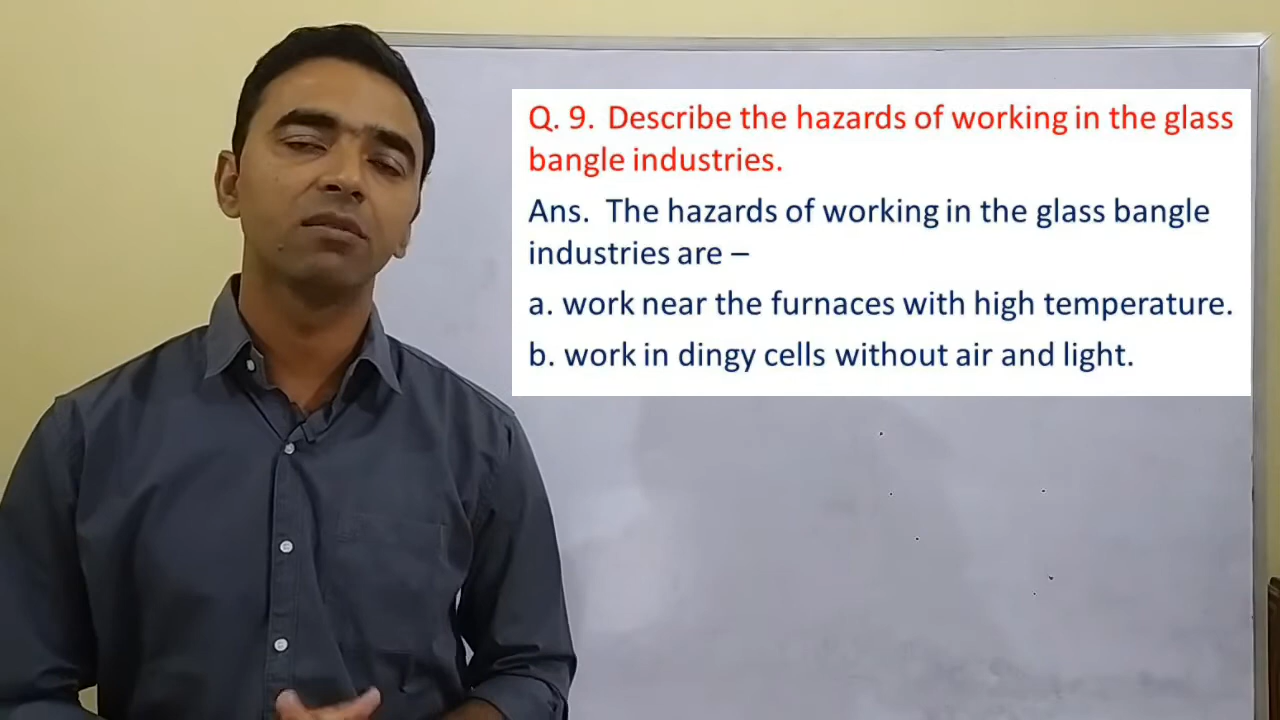 Q. 9. Describe the hazards of working in the glass
bangle industries.
Ans. The hazards of working in the glass bangle
industries are –
a. work near the furnaces with high temperature.
b. work in dingy cells without air and light.